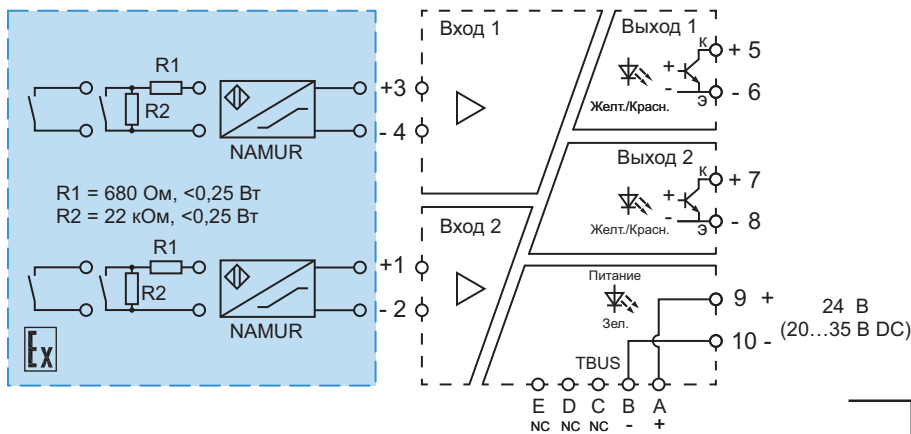 Вход 1
Выход 1
R1
R2
+3
- 4
NAMUR
К
+ 5
+
-
Э
- 6
Желт./Красн.
R1 = 680 Ом, <0,25 Вт
R2 = 22 кОм, <0,25 Вт
Выход 2
К
+ 7
+
-
Э
- 8
Желт./Красн.
Вход 2
R1
R2
+1
- 2
NAMUR
Ex
Питание
Зел.
9 +
10 -
24 В
(20...35 В DC)
TBUS
E D C B A
NC NC NC - +